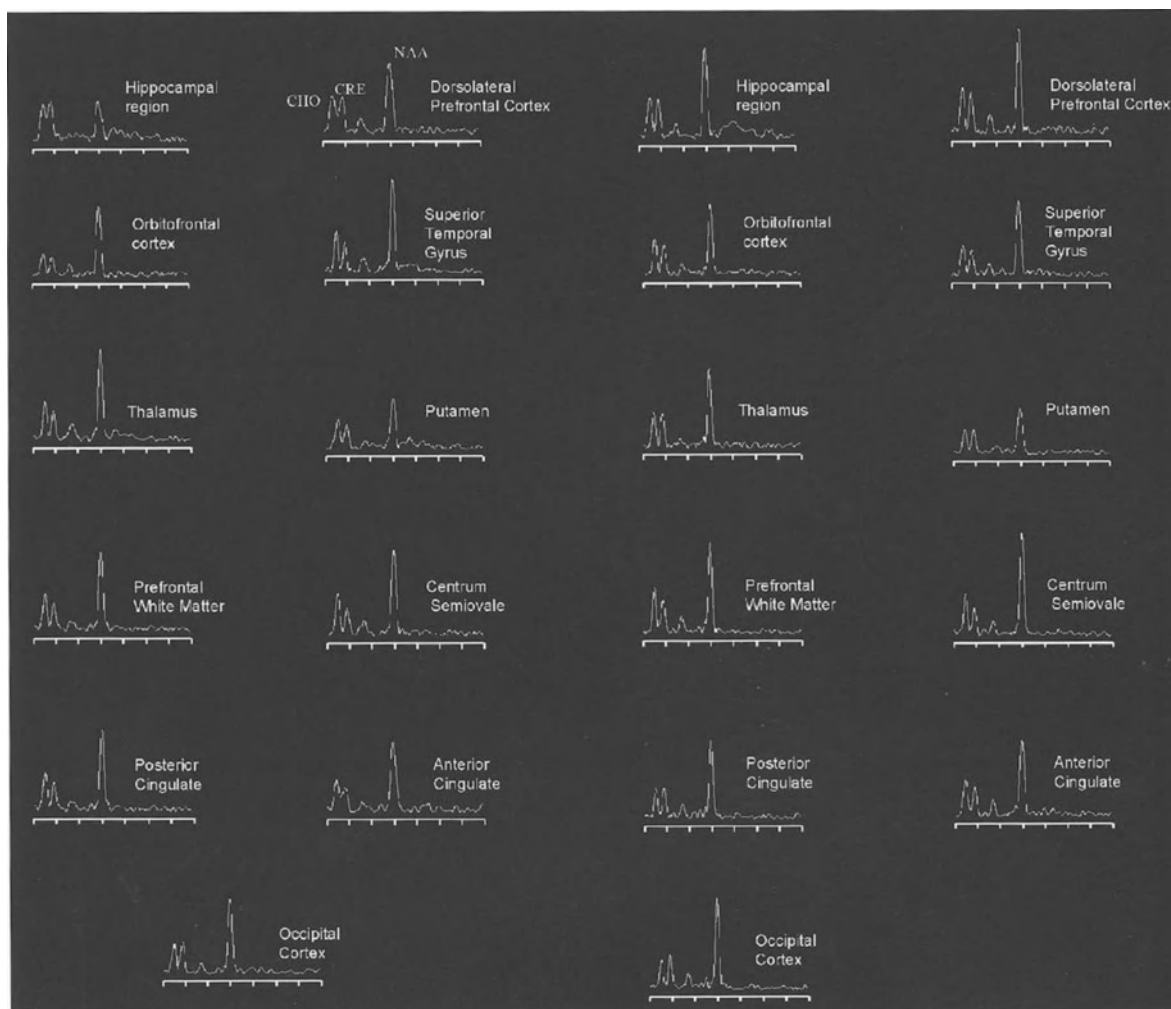 NAA
Hippocampal
region
CHO
CRE
Dorsolateral
Prefrontal Cortex
Hippocampal
region
Dorsolateral
Prefrontal Cortex
Orbitofrontal
cortex
Superior
Temporal
Gyrus
Orbitofrontal
cortex
Superior
Temporal
Gyrus
Thalamus
Putamen
Thalamus
Putamen
Prefrontal
White Matter
Centrum
Semiovale
Prefrontal
White Matter
Centrum
Semiovale
Posterior
Cingulate
Anterior
Cingulate
Posterior
Cingulate
Anterior
Cingulate
Occipital
Cortex
Occipital
Cortex